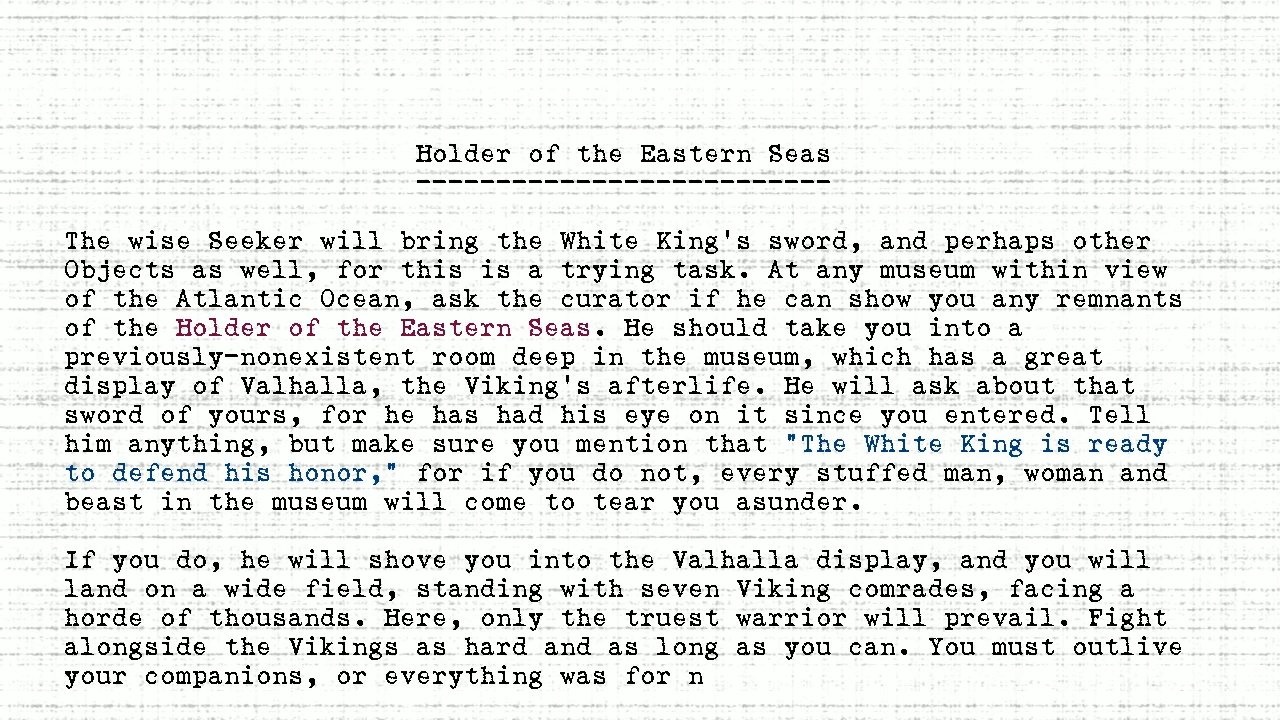 Holder of the Eastern Seas
--------------------------
The wise Seeker will bring the White King's sword, and perhaps other
Objects as well, for this is a trying task. At any museum within view
of the Atlantic Ocean, ask the curator if he can show you any remnants
of the Holder of the Eastern Seas. He should take you into a
previously-nonexistent room deep in the museum, which has a great
display of Valhalla, the Viking's afterlife. He will ask about that
sword of yours, for he has had his eye on it since you entered. Tell
him anything, but make sure you mention that "The White King is ready
to defend his honor," for if you do not, every stuffed man, woman and
beast in the museum will come to tear you asunder.
If you do, he will shove you into the Valhalla display, and you will
land on a wide field, standing with seven Viking comrades, facing a
horde of thousands. Here, only the truest warrior will prevail. Fight
alongside the Vikings as hard and as long as you can. You must outlive
your companions, or everything was for n